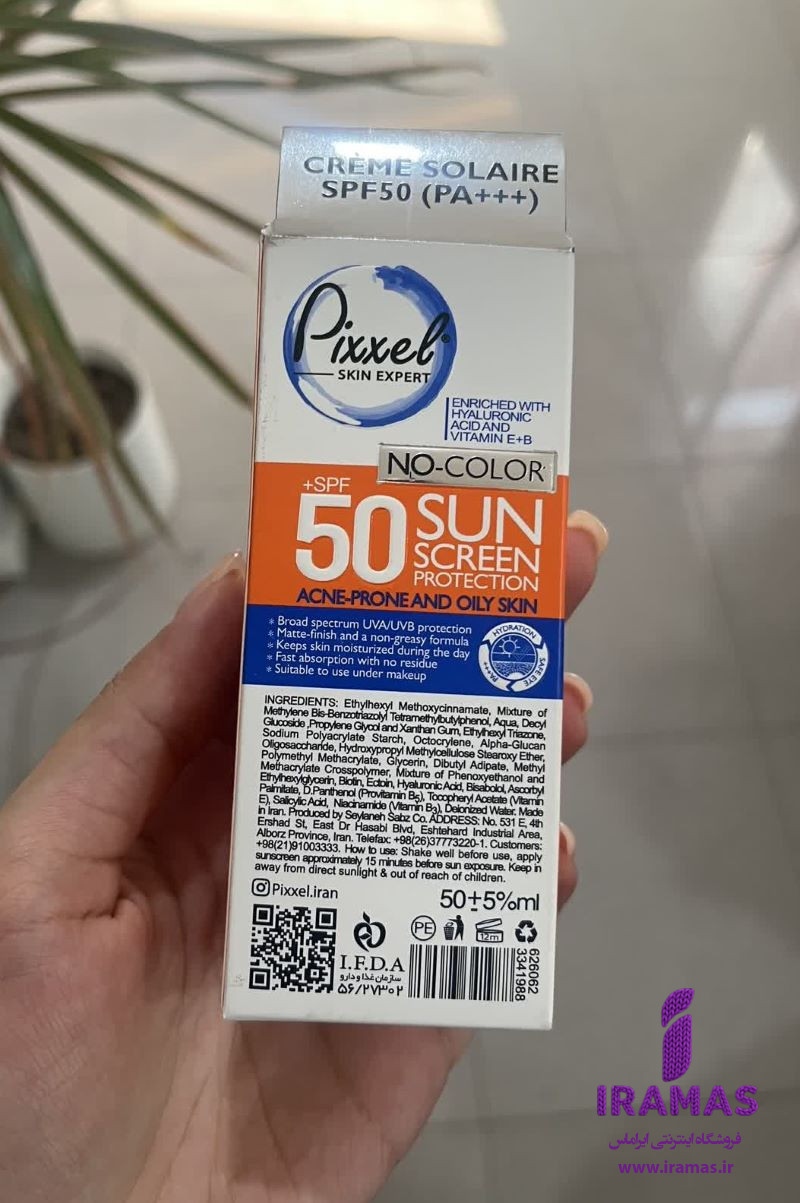 CRÈME SOLAIRE
SPF50 (PA+++)
Pixxel®
SKIN EXPERT
ENRICHED WITH
HYALURONIC
ACID AND
VITAMIN E+B
NO-COLOR
+SPF
50
SUN
SCREEN
PROTECTION
ACNE-PRONE AND OILY SKIN
* Broad spectrum UVA/UVB protection
* Matte-finish and a non-greasy formula
* Keeps skin moisturized during the day
* Fast absorption with no residue
* Suitable to use under makeup
HYDRATION
SAFE EYE
PA+++
INGREDIENTS: Ethylhexyl Methoxycinnamate, Mixture of
Methylene Bis-Benzotriazolyl Tetramethylbutylphenol, Aqua, Decyl
Glucoside ,Propylene Glycol and Xanthan Gum, Ethylhexyl Triazone,
Sodium Polyacrylate Starch, Octocrylene, Alpha-Glucan
Oligosaccharide, Hydroxypropyl Methylcellulose Stearoxy Ether,
Polymethyl Methacrylate, Glycerin, Dibutyl Adipate, Methyl
Methacrylate Crosspolymer, Mixture of Phenoxyethanol and
Ethylhexylglycerin, Biotin, Ectoin, Hyaluronic Acid, Bisabolol, Ascorbyl
Palmitate, D.Panthenol (Provitamin B5), Tocopheryl Acetate (Vitamin
E), Salicylic Acid, Niacinamide (Vitamin B3), Deionized Water. Made
in Iran. Produced by Seylaneh Sabz Co. ADDRESS: No. 531 E, 4th
Ershad St, East Dr Hasabi Blvd, Eshtehard Industrial Area,
Alborz Province, Iran. Telefax: +98(26)37773220-1. Customers:
+98(21)91003333. How to use: Shake well before use, apply
sunscreen approximately 15 minutes before sun exposure. Keep in
away from direct sunlight & out of reach of children.
Pixxel.iran
50±5%ml
PE
12m
I.F.D.A
سازمان غذا و دارو
۵۶/۲۷۳۰۲
626062
3341988
IRAMAS
فروشگاه اینترنتی ایراماس
www.iramas.ir